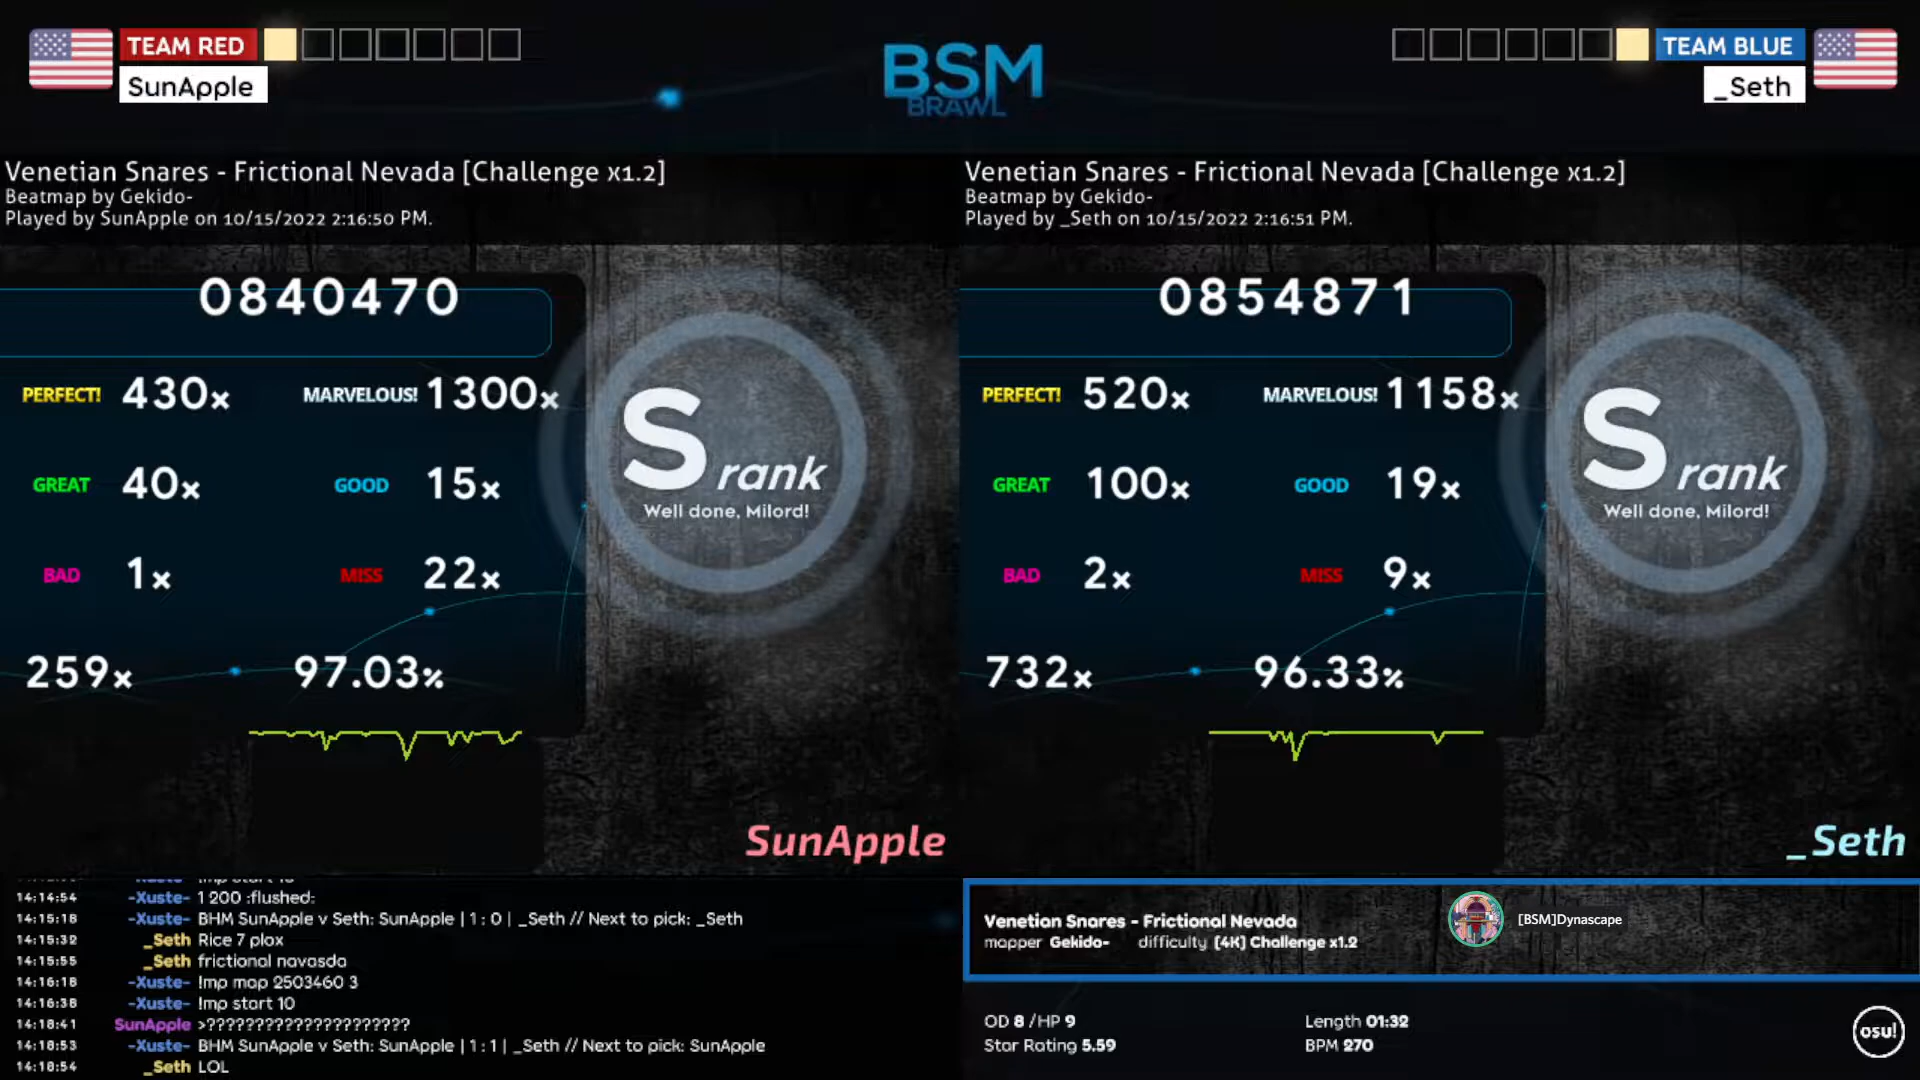 TEAM RED
SunApple
BSM
BRAWL
TEAM BLUE
_Seth
Venetian Snares - Frictional Nevada [Challenge x1.2]
Beatmap by Gekido-
Played by SunApple on 10/15/2022 2:16:50 PM.
0840470
PERFECT! 430x MARVELOUS! 1300x
GREAT 40x GOOD 15x
BAD 1x MISS 22x
259x 97.03%
S rank
Well done, Milord!
SunApple
Venetian Snares - Frictional Nevada [Challenge x1.2]
Beatmap by Gekido-
Played by _Seth on 10/15/2022 2:16:51 PM.
0854871
PERFECT! 520x MARVELOUS! 1158x
GREAT 100x GOOD 19x
BAD 2x MISS 9x
732x 96.33%
S rank
Well done, Milord!
_Seth
14:14:54 -Xuste- 1 200 :flushed:
14:15:18 -Xuste- BHM SunApple v Seth: SunApple | 1 : 0 | _Seth // Next to pick: _Seth
14:15:32 _Seth Rice 7 plox
14:15:55 _Seth frictional navasda
14:16:18 -Xuste- !mp map 2503460 3
14:16:38 -Xuste- !mp start 10
14:18:41 SunApple >?????????????????????
14:18:53 -Xuste- BHM SunApple v Seth: SunApple | 1 : 1 | _Seth // Next to pick: SunApple
14:18:54 _Seth LOL
Venetian Snares - Frictional Nevada
mapper Gekido- difficulty [4K] Challenge x1.2
[BSM]Dynascape
OD 8 / HP 9
Star Rating 5.59
Length 01:32
BPM 270
osu!